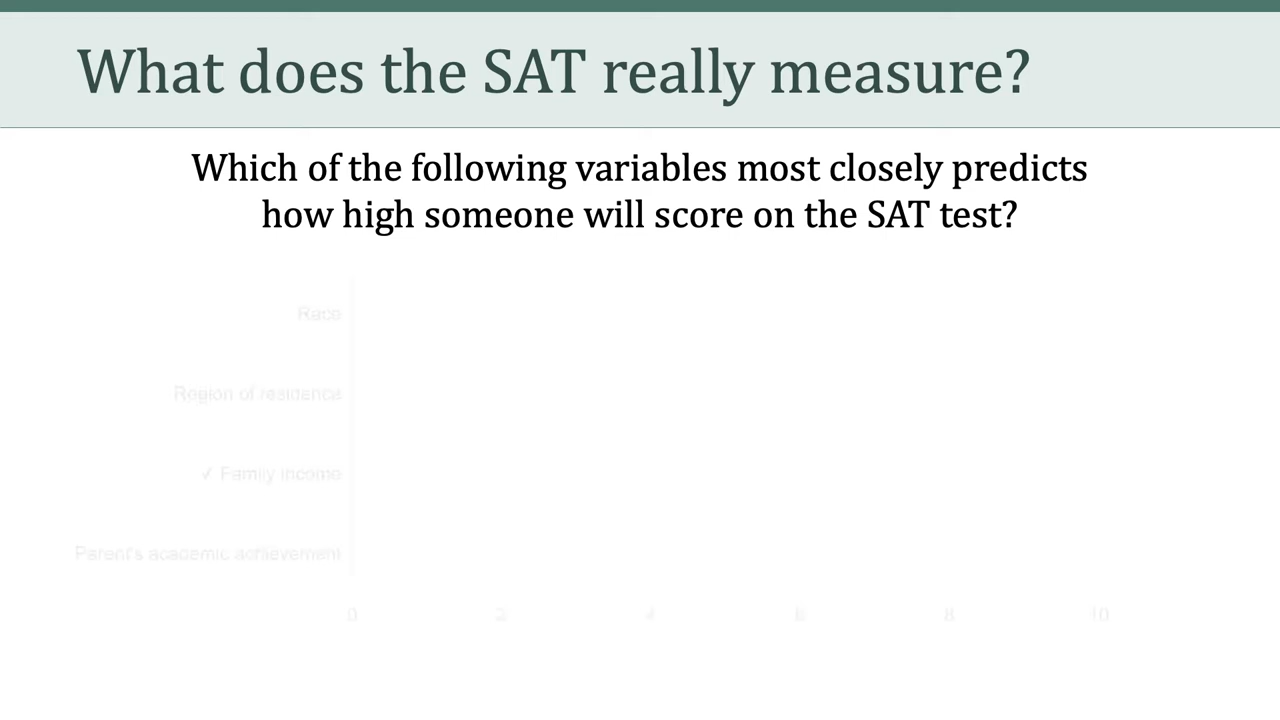 What does the SAT really measure?
Which of the following variables most closely predicts
how high someone will score on the SAT test?
Race
Region of residence
✓ Family income
Parent's academic achievement
0 2 4 6 8 10